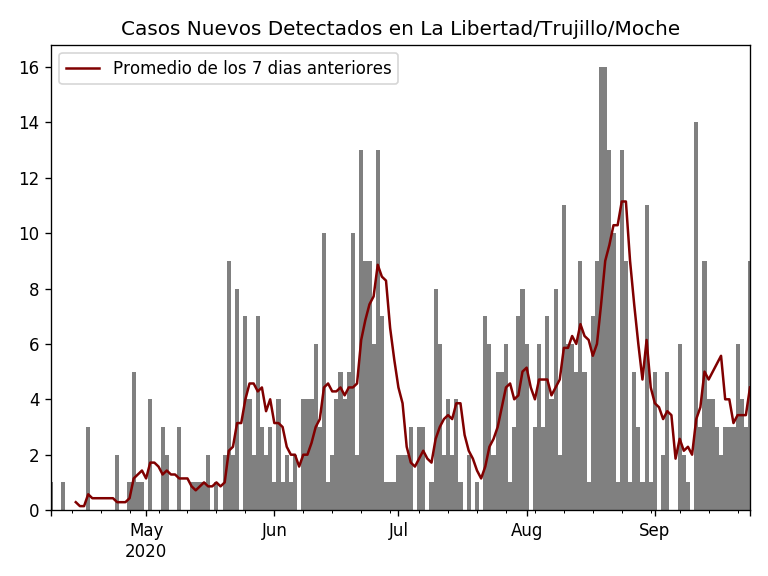 Casos Nuevos Detectados en La Libertad/Trujillo/Moche
Promedio de los 7 dias anteriores
16
14
12
10
8
6
4
2
0
May
2020
Jun
Jul
Aug
Sep